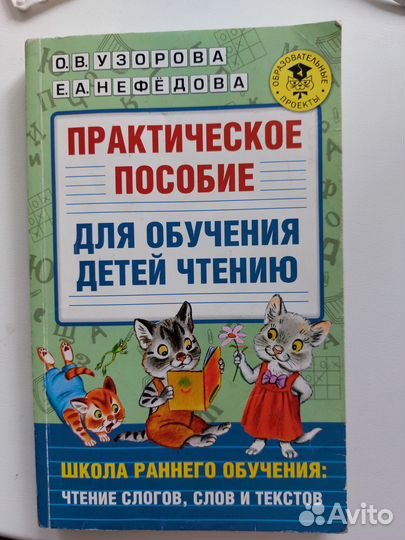 О.В. УЗОРОВА
Е.А. НЕФЁДОВА
ОБРАЗОВАТЕЛЬНЫЕ
ПРОЕКТЫ
ПРАКТИЧЕСКОЕ
ПОСОБИЕ
ДЛЯ ОБУЧЕНИЯ
ДЕТЕЙ ЧТЕНИЮ
ШКОЛА РАННЕГО ОБУЧЕНИЯ:
ЧТЕНИЕ СЛОГОВ, СЛОВ И ТЕКСТОВ
Avito